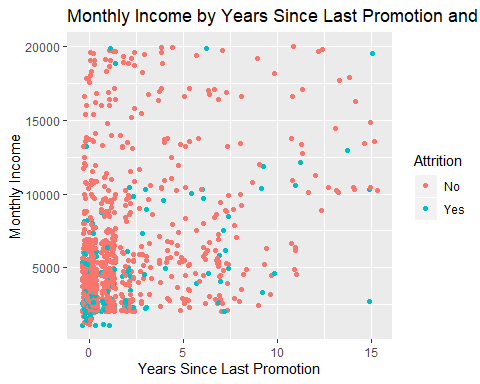 Monthly Income by Years Since Last Promotion and
20000
15000
10000
5000
Monthly Income
0
5
10
15
Years Since Last Promotion
Attrition
No
Yes